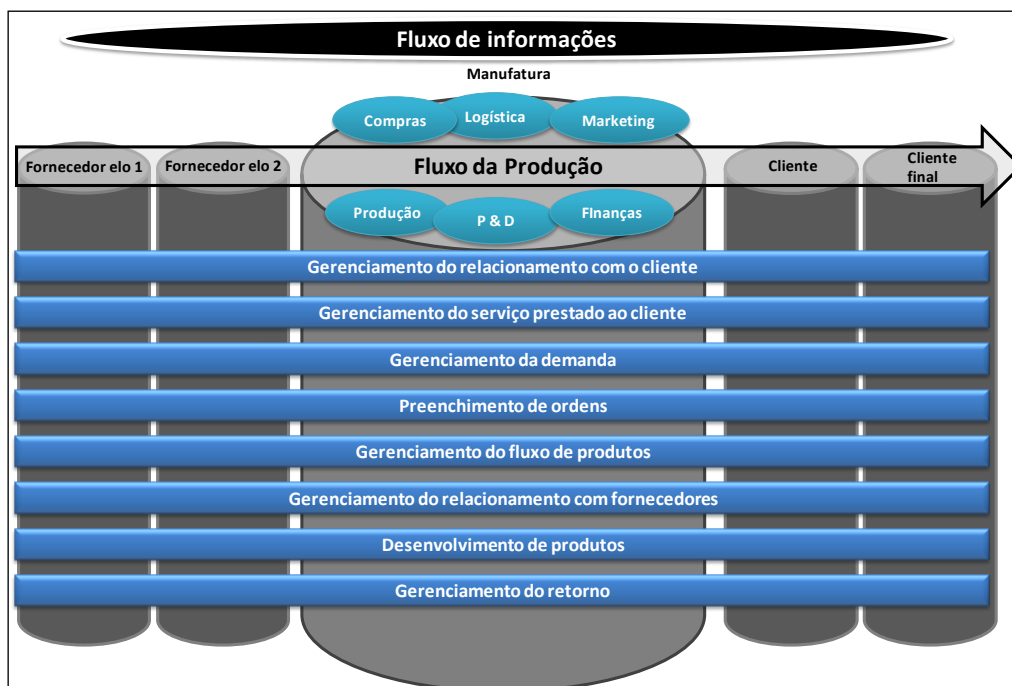 Fluxo de informações
Manufatura
Compras
Logística
Marketing
Fornecedor elo 1
Fornecedor elo 2
Fluxo da Produção
Cliente
Cliente
final
Produção
P & D
FInanças
Gerenciamento do relacionamento com o cliente
Gerenciamento do serviço prestado ao cliente
Gerenciamento da demanda
Preenchimento de ordens
Gerenciamento do fluxo de produtos
Gerenciamento do relacionamento com fornecedores
Desenvolvimento de produtos
Gerenciamento do retorno